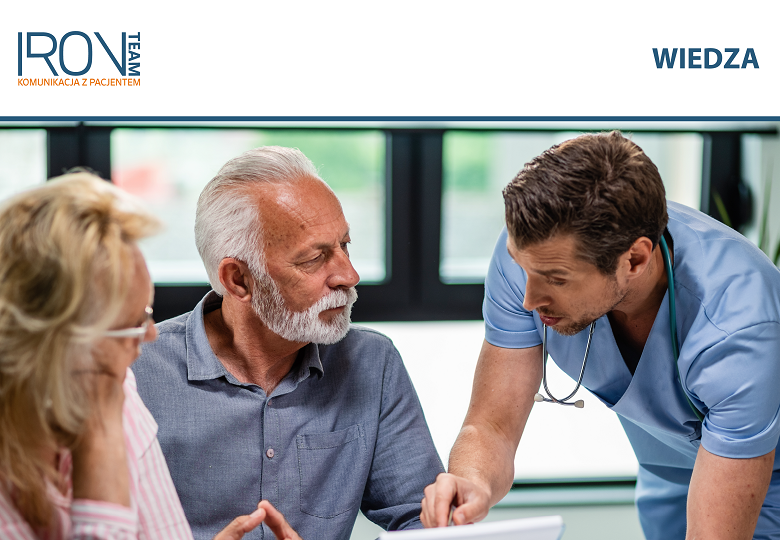 IRON TEAM
KOMUNIKACJA Z PACJENTEM
WIEDZA